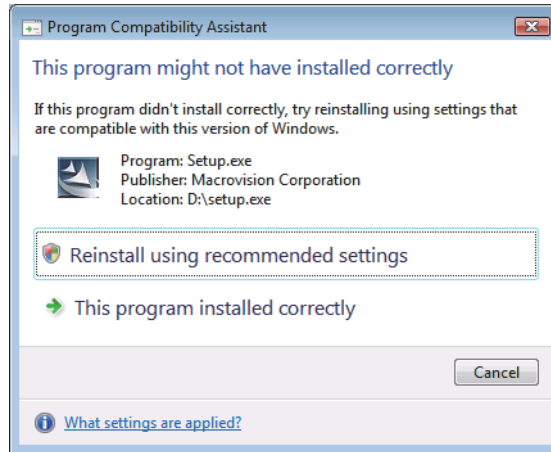 Program Compatibility Assistant
This program might not have installed correctly
If this program didn't install correctly, try reinstalling using settings that
are compatible with this version of Windows.
Program: Setup.exe
Publisher: Macrovision Corporation
Location: D:\setup.exe
Reinstall using recommended settings
This program installed correctly
Cancel
What settings are applied?